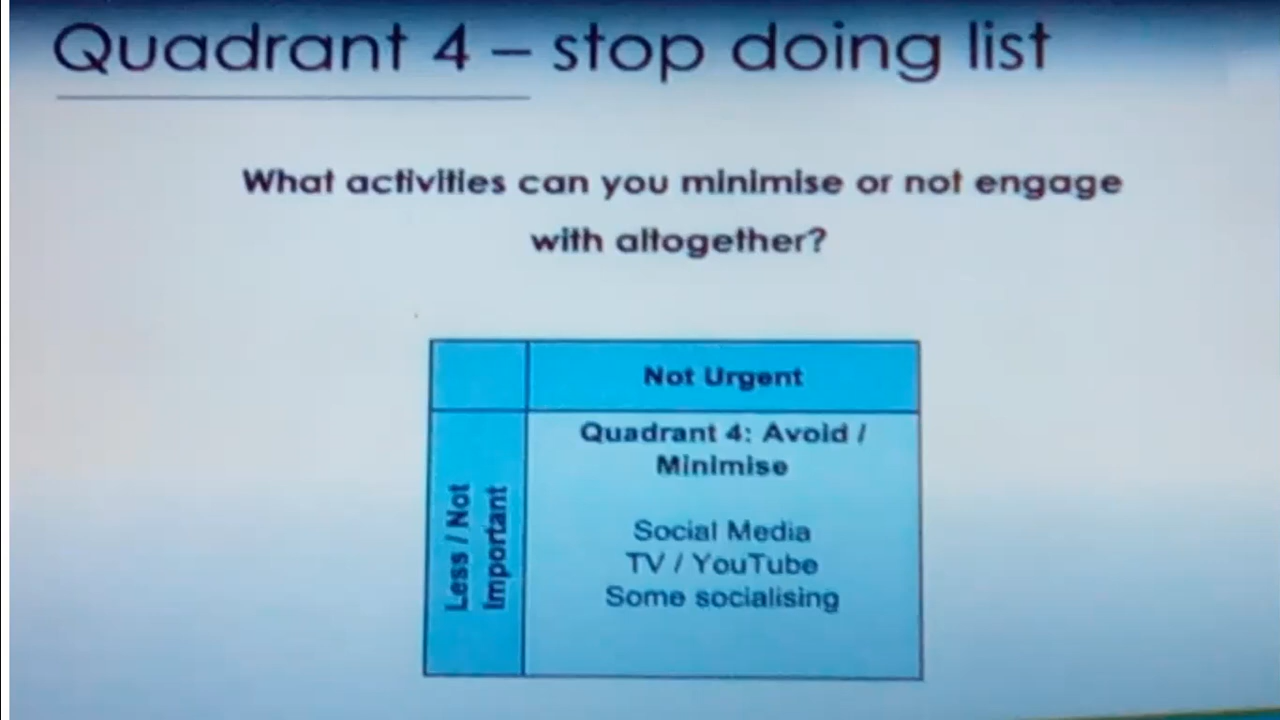 Quadrant 4 – stop doing list
What activities can you minimise or not engage
with altogether?
Not Urgent
Less / Not
Important
Quadrant 4: Avoid /
Minimise
Social Media
TV / YouTube
Some socialising